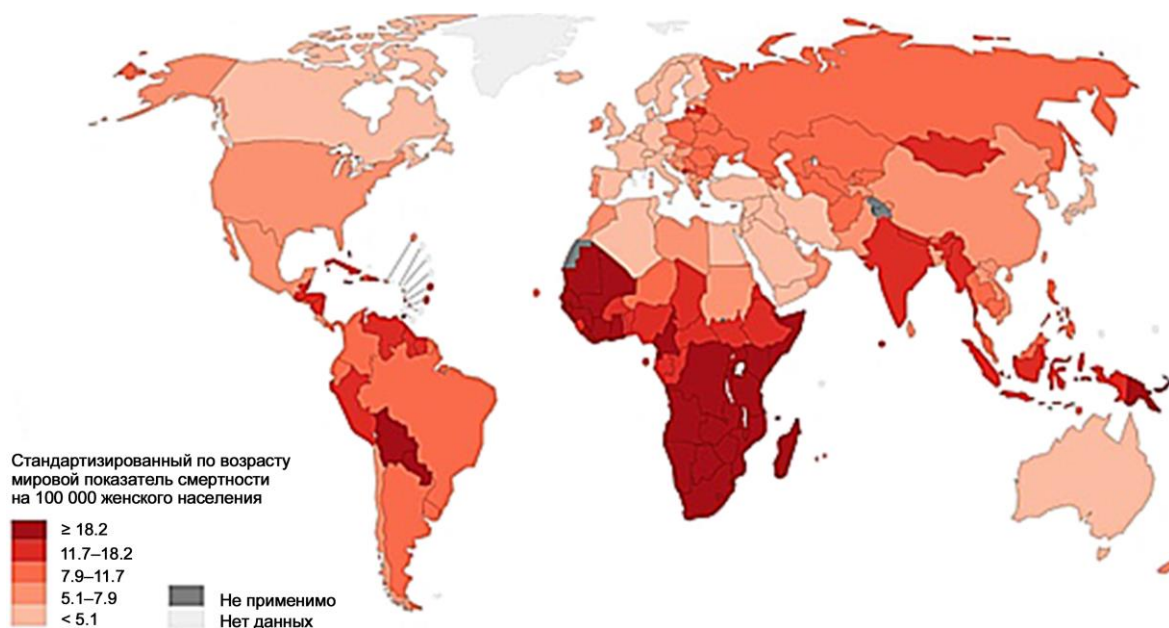 Стандартизированный по возрасту
мировой показатель смертности
на 100 000 женского населения
≥ 18.2
11.7–18.2
7.9–11.7
5.1–7.9
< 5.1
Не применимо
Нет данных